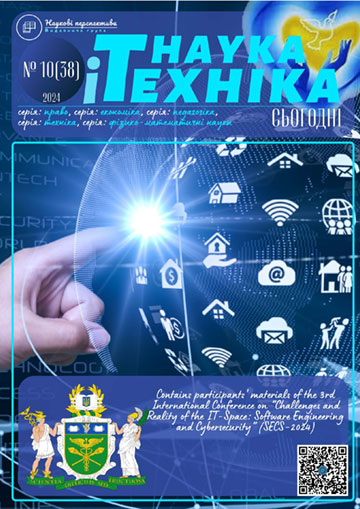 Наукові перспективи
Видавнича група
№ 10(38)
2024
НАУКА
і ТЕХНІКА
СЬОГОДНІ
серія: право, серія: економіка, серія: педагогіка,
серія: техніка, серія: фізико-математичні науки
Contains participants' materials of the 3rd
International Conference on "Challenges and
Reality of the IT-Space: Software Engineering
and Cybersecurity" (SECS-2024)